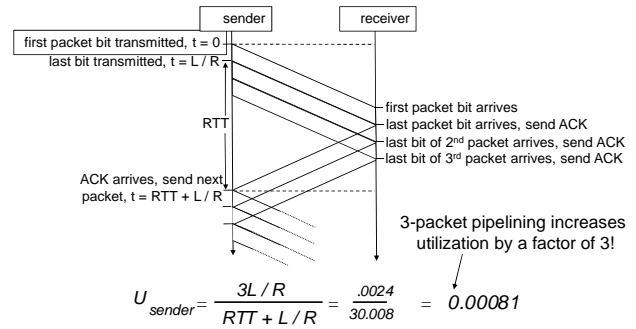 sender
receiver
first packet bit transmitted, t = 0
last bit transmitted, t = L / R
RTT
first packet bit arrives
last packet bit arrives, send ACK
last bit of 2nd packet arrives, send ACK
last bit of 3rd packet arrives, send ACK
ACK arrives, send next
packet, t = RTT + L / R
3-packet pipelining increases
utilization by a factor of 3!
U sender = 3L / R / RTT + L / R = .0024 / 30.008 = 0.00081